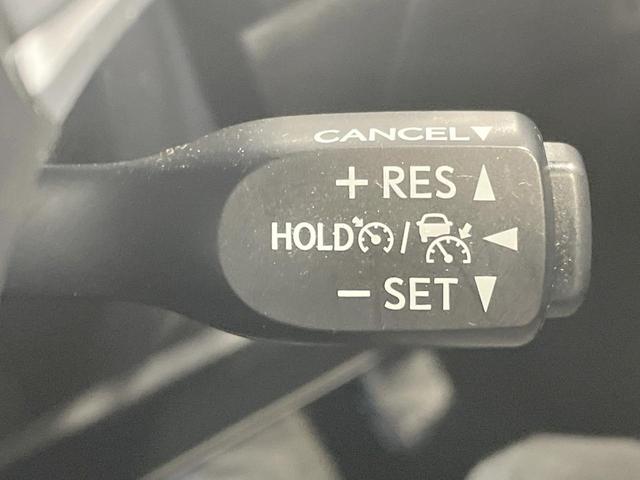 CANCEL▼
+ RES ▲
HOLD / ◀
− SET ▼